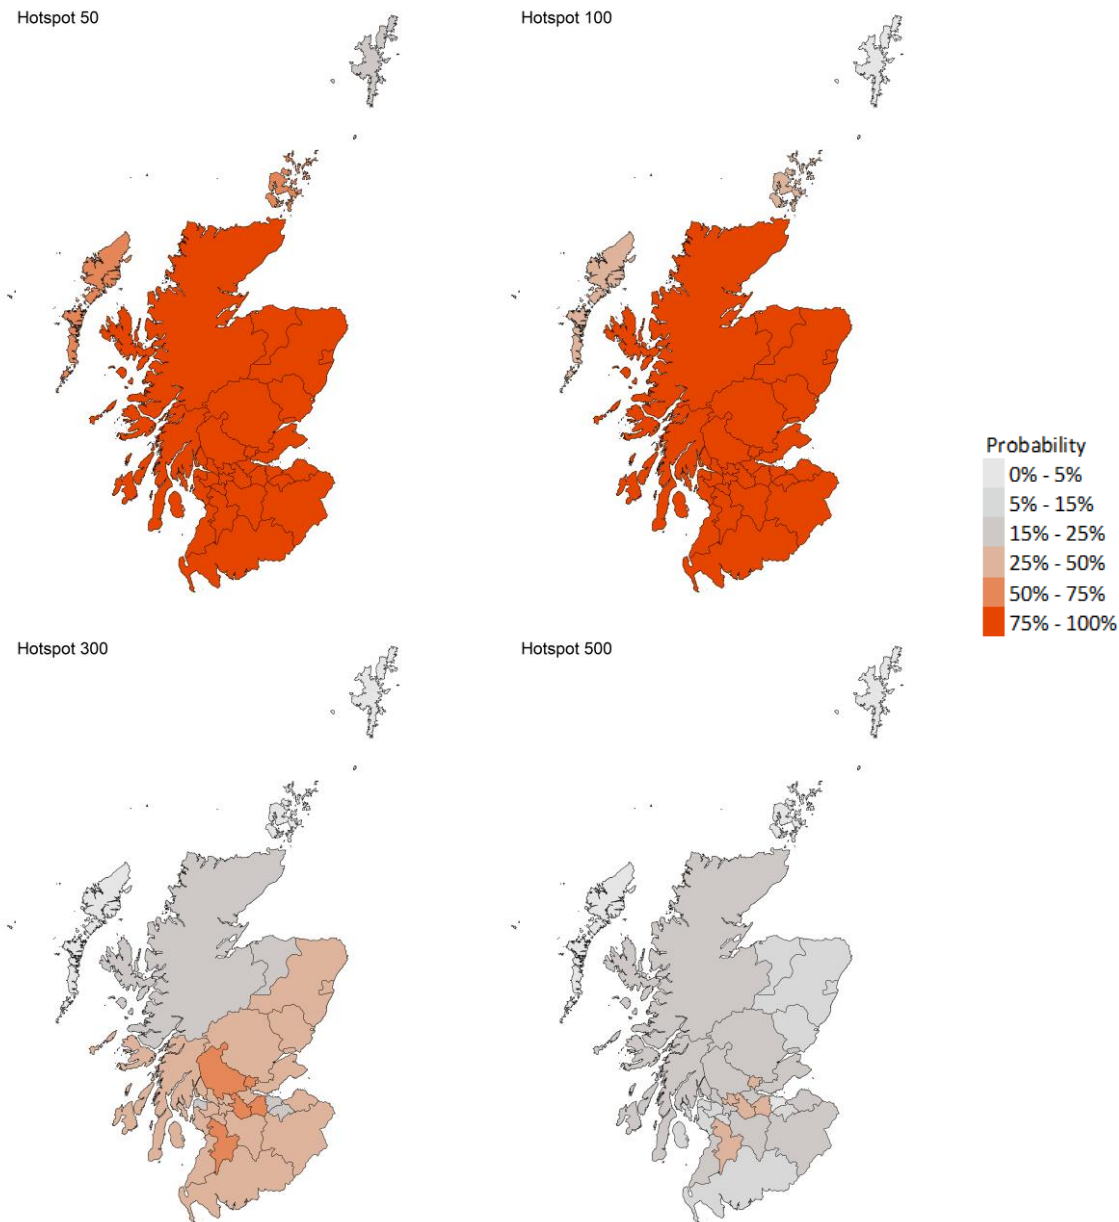 Hotspot 50
Hotspot 100
Probability
0% - 5%
5% - 15%
15% - 25%
25% - 50%
50% - 75%
75% - 100%
Hotspot 300
Hotspot 500